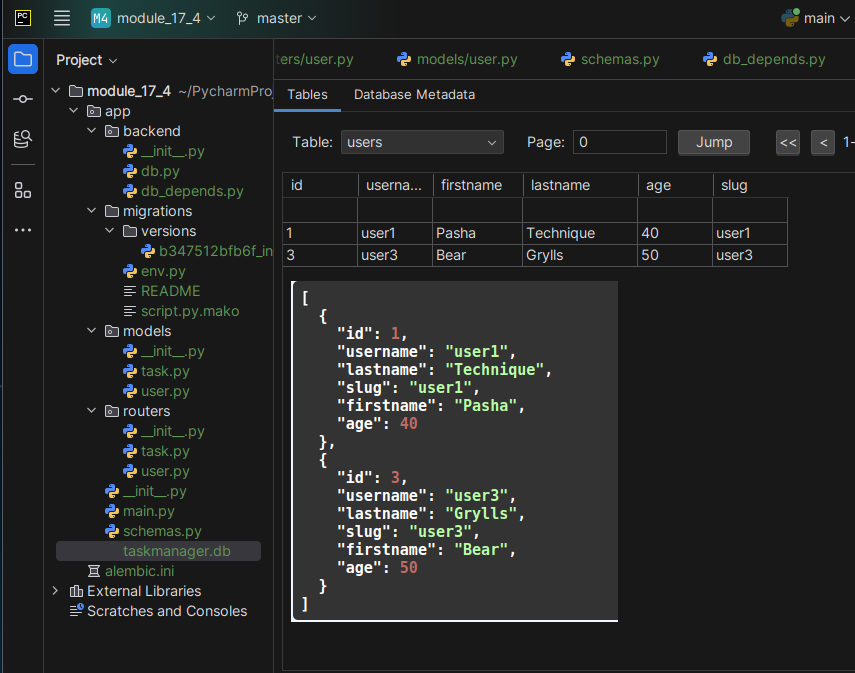 PC
M4 module_17_4
master
main
Project
module_17_4 ~/PycharmPro
app
backend
__init__.py
db.py
db_depends.py
migrations
versions
b347512bfb6f_in
env.py
README
script.py.mako
models
__init__.py
task.py
user.py
routers
__init__.py
task.py
user.py
__init__.py
main.py
schemas.py
taskmanager.db
alembic.ini
External Libraries
Scratches and Consoles
ters/user.py models/user.py schemas.py db_depends.py
Tables Database Metadata
Table: users Page: 0 Jump << < 1-
id userna... firstname lastname age slug
1 user1 Pasha Technique 40 user1
3 user3 Bear Grylls 50 user3
[
{
"id": 1,
"username": "user1",
"lastname": "Technique",
"slug": "user1",
"firstname": "Pasha",
"age": 40
},
{
"id": 3,
"username": "user3",
"lastname": "Grylls",
"slug": "user3",
"firstname": "Bear",
"age": 50
}
]